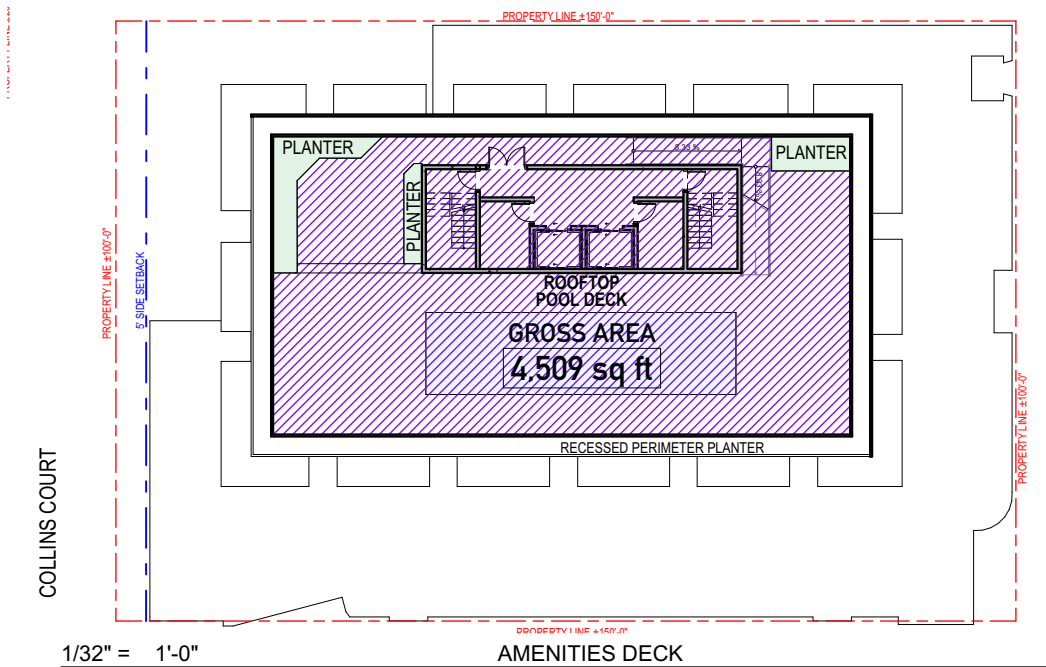 PROPERTY LINE ±150'-0"
PLANTER
8.33 %
PLANTER
PLANTER
PROPERTY LINE ±100'-0"
5' SIDE SETBACK
ROOFTOP
POOL DECK
GROSS AREA
4,509 sq ft
RECESSED PERIMETER PLANTER
PROPERTY LINE ±100'-0"
COLLINS COURT
PROPERTY LINE ±150'-0"
1/32" = 1'-0"
AMENITIES DECK